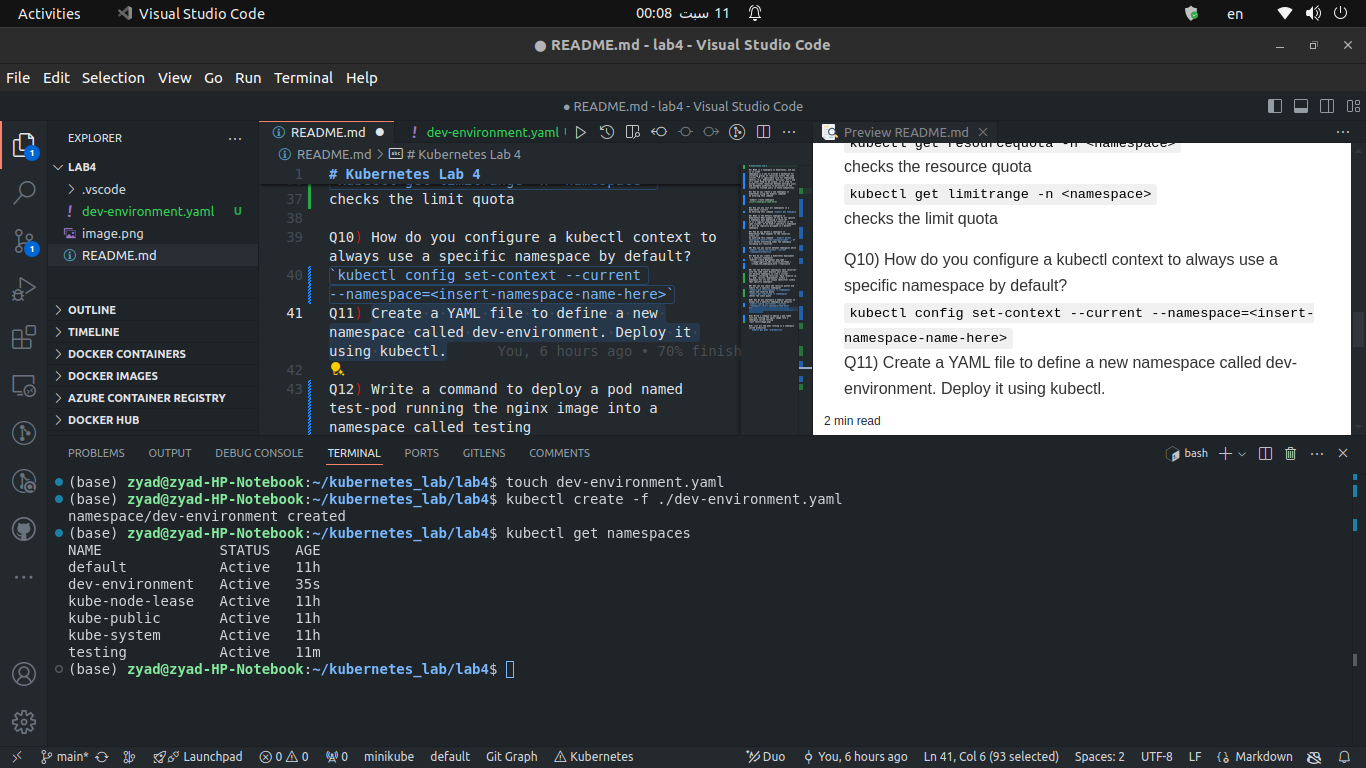 Activities
Visual Studio Code
11 سبت 00:08
en
● README.md - lab4 - Visual Studio Code
File Edit Selection View Go Run Terminal Help
● README.md - lab4 - Visual Studio Code
EXPLORER
LAB4
.vscode
dev-environment.yaml U
image.png
README.md
OUTLINE
TIMELINE
DOCKER CONTAINERS
DOCKER IMAGES
AZURE CONTAINER REGISTRY
DOCKER HUB
README.md
dev-environment.yaml
README.md > # Kubernetes Lab 4
1 # Kubernetes Lab 4
37 checks the limit quota
38
39 Q10) How do you configure a kubectl context to
always use a specific namespace by default?
40 `kubectl config set-context --current
--namespace=<insert-namespace-name-here>`
41 Q11) Create a YAML file to define a new
namespace called dev-environment. Deploy it
using kubectl. You, 6 hours ago • 70% finish
42
43 Q12) Write a command to deploy a pod named
test-pod running the nginx image into a
namespace called testing
Preview README.md
kubectl get resourcequota -n <namespace>
checks the resource quota
kubectl get limitrange -n <namespace>
checks the limit quota
Q10) How do you configure a kubectl context to always use a
specific namespace by default?
kubectl config set-context --current --namespace=<insert-
namespace-name-here>
Q11) Create a YAML file to define a new namespace called dev-
environment. Deploy it using kubectl.
2 min read
PROBLEMS OUTPUT DEBUG CONSOLE TERMINAL PORTS GITLENS COMMENTS
bash
(base) zyad@zyad-HP-Notebook:~/kubernetes_lab/lab4$ touch dev-environment.yaml
(base) zyad@zyad-HP-Notebook:~/kubernetes_lab/lab4$ kubectl create -f ./dev-environment.yaml
namespace/dev-environment created
(base) zyad@zyad-HP-Notebook:~/kubernetes_lab/lab4$ kubectl get namespaces
NAME STATUS AGE
default Active 11h
dev-environment Active 35s
kube-node-lease Active 11h
kube-public Active 11h
kube-system Active 11h
testing Active 11m
(base) zyad@zyad-HP-Notebook:~/kubernetes_lab/lab4$
main* Launchpad 0 0 0 minikube default Git Graph Kubernetes Duo You, 6 hours ago Ln 41, Col 6 (93 selected) Spaces: 2 UTF-8 LF Markdown